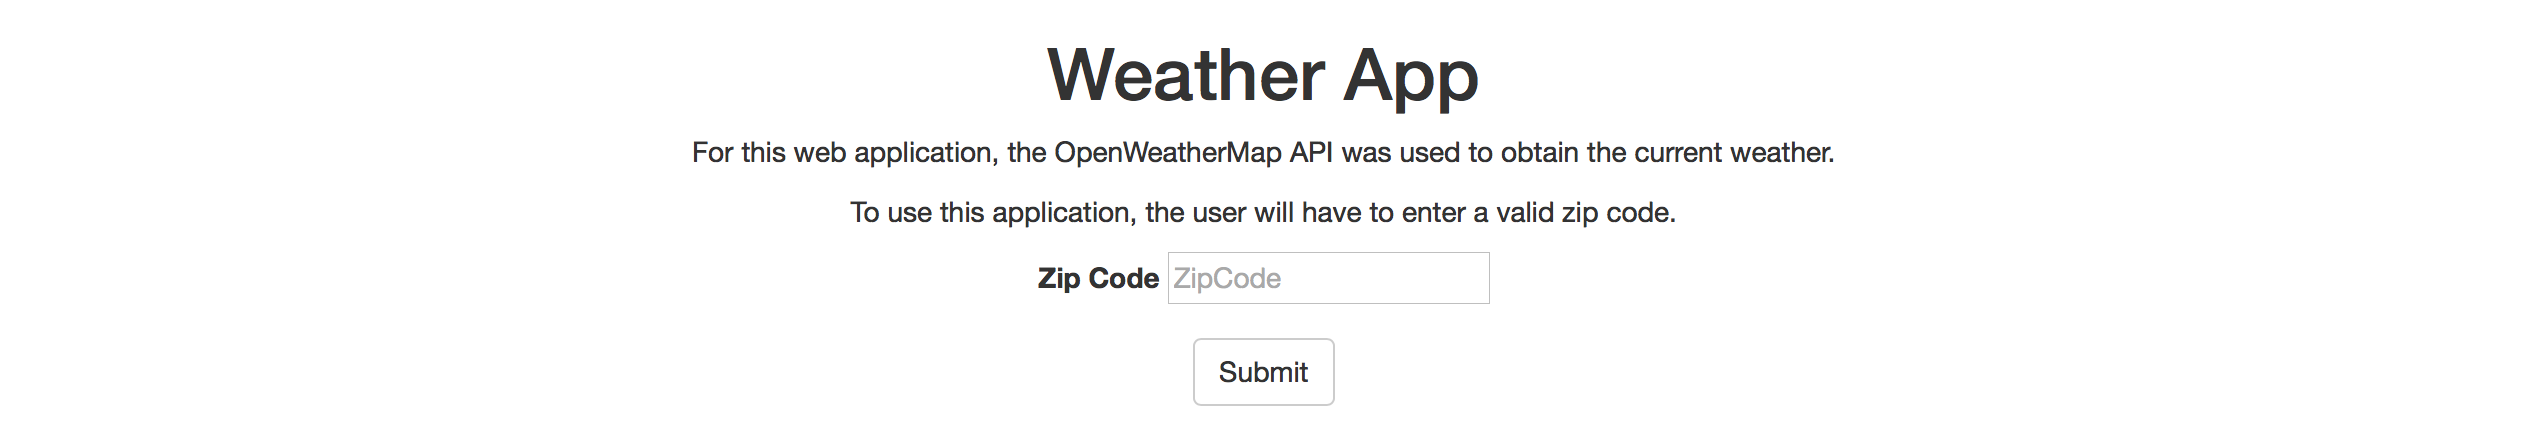 Weather App
For this web application, the OpenWeatherMap API was used to obtain the current weather.
To use this application, the user will have to enter a valid zip code.
Zip Code ZipCode
Submit